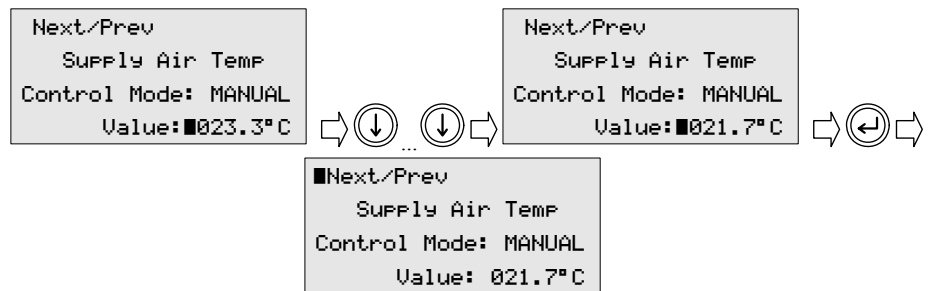 Next/Prev
Supply Air Temp
Control Mode: MANUAL
Value:■023.3°C
...
Next/Prev
Supply Air Temp
Control Mode: MANUAL
Value:■021.7°C
■Next/Prev
Supply Air Temp
Control Mode: MANUAL
Value: 021.7°C